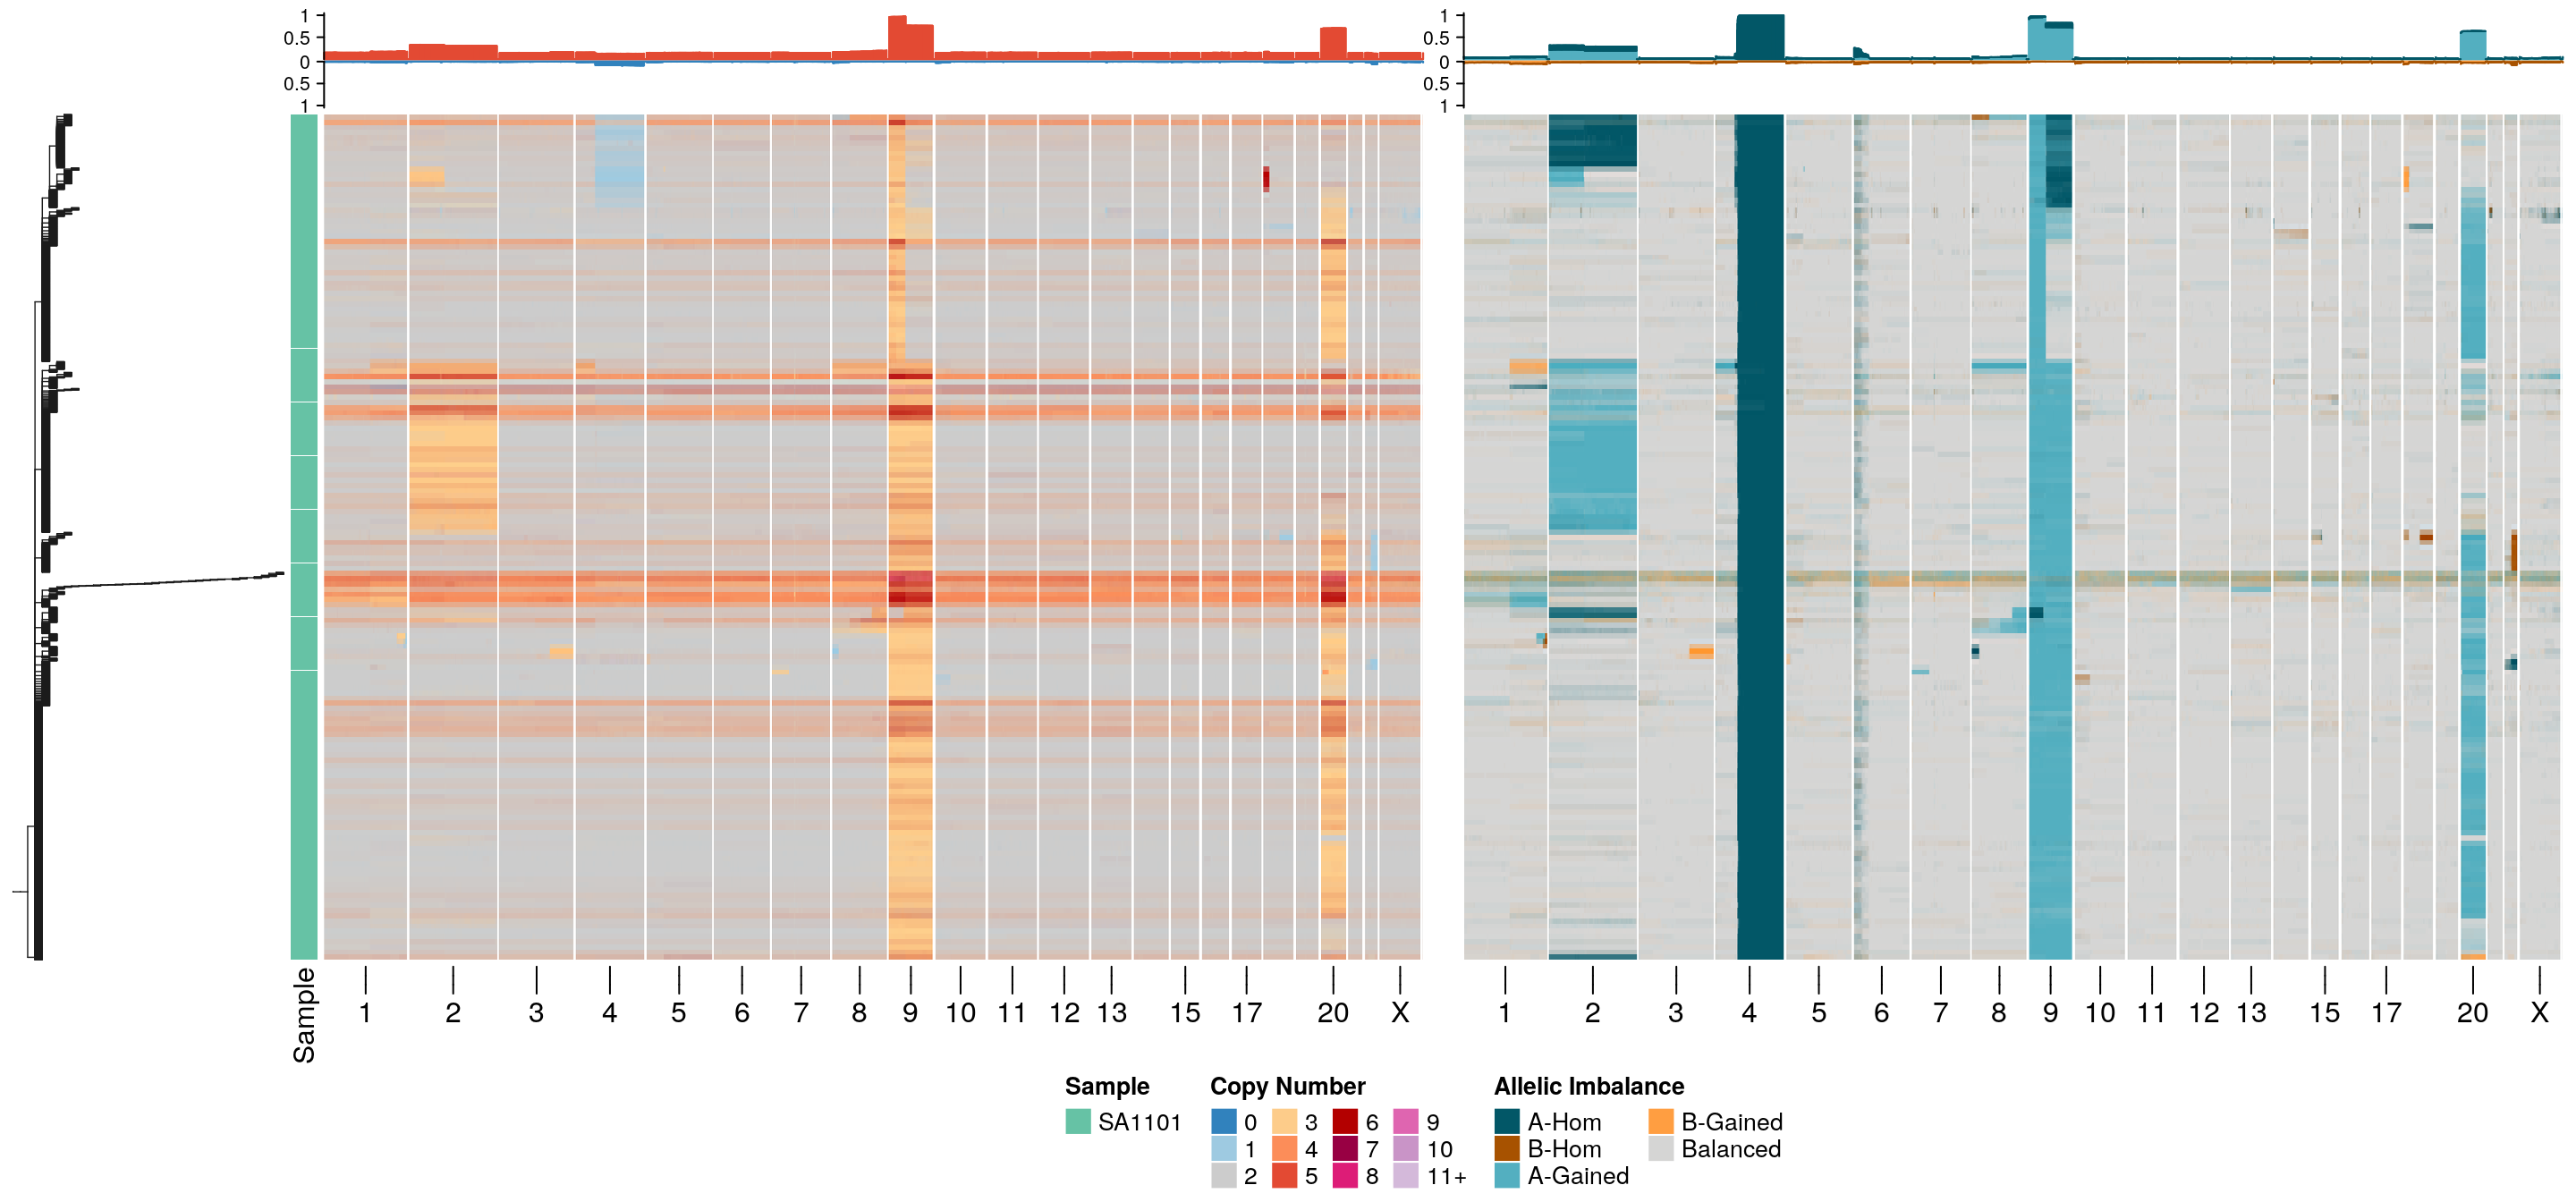 1
0.5
0
0.5
1
1
0.5
0
0.5
1
Sample
1 2 3 4 5 6 7 8 9 10 11 12 13 15 17 20 X
1 2 3 4 5 6 7 8 9 10 11 12 13 15 17 20 X
Sample
SA1101
Copy Number
0 3 6 9
1 4 7 10
2 5 8 11+
Allelic Imbalance
A-Hom B-Gained
B-Hom Balanced
A-Gained